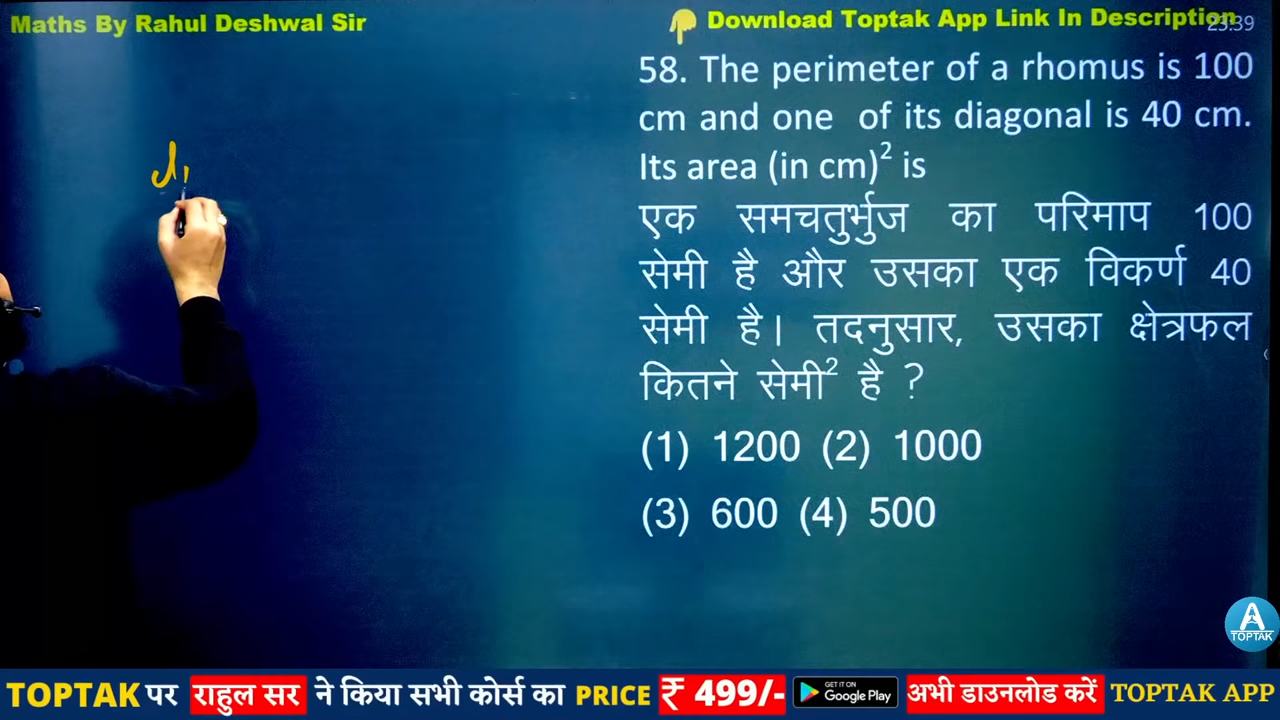 Maths By Rahul Deshwal Sir
Download Toptak App Link In Description
23:39
58. The perimeter of a rhomus is 100
cm and one of its diagonal is 40 cm.
Its area (in cm)² is
एक समचतुर्भुज का परिमाप 100
सेमी है और उसका एक विकर्ण 40
सेमी है। तदनुसार, उसका क्षेत्रफल
कितने सेमी² है ?
(1) 1200 (2) 1000
(3) 600 (4) 500
d₁
A
TOPTAK
TOPTAK पर राहुल सर ने किया सभी कोर्स का PRICE ₹ 499/- GET IT ON Google Play अभी डाउनलोड करें TOPTAK APP